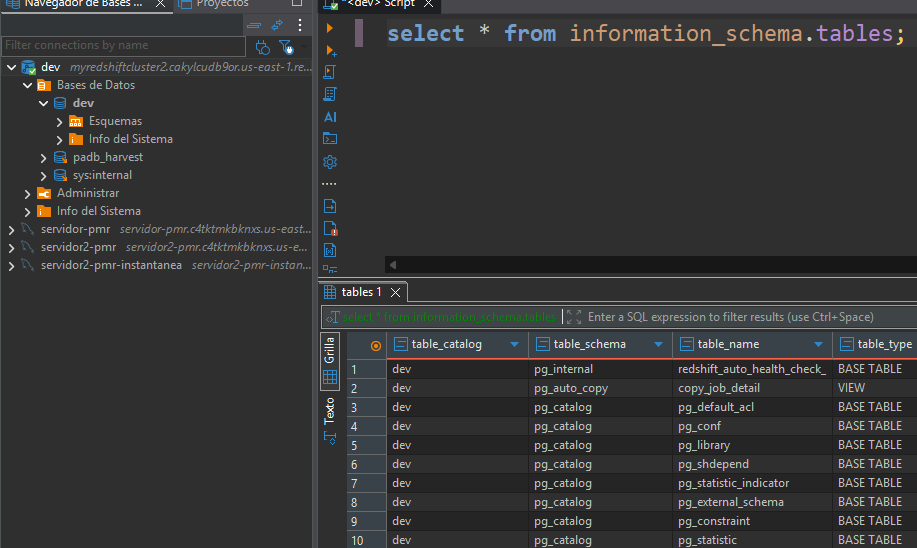 Navegador de Bases ...
Proyectos
Filter connections by name
dev myredshiftcluster2.cakylcudb9or.us-east-1.re...
Bases de Datos
dev
Esquemas
Info del Sistema
padb_harvest
sys:internal
Administrar
Info del Sistema
servidor-pmr servidor-pmr.c4tktmkbknxs.us-east...
servidor2-pmr servidor2-pmr.c4tktmkbknxs.us-e...
servidor2-pmr-instantanea servidor2-pmr-instan...
*<dev> Script
select * from information_schema.tables;
AI
tables 1
select * from information_schema.tables
Enter a SQL expression to filter results (use Ctrl+Space)
Grilla
Texto
table_catalog table_schema table_name table_type
1 dev pg_internal redshift_auto_health_check_ BASE TABLE
2 dev pg_auto_copy copy_job_detail VIEW
3 dev pg_catalog pg_default_acl BASE TABLE
4 dev pg_catalog pg_conf BASE TABLE
5 dev pg_catalog pg_library BASE TABLE
6 dev pg_catalog pg_shdepend BASE TABLE
7 dev pg_catalog pg_statistic_indicator BASE TABLE
8 dev pg_catalog pg_external_schema BASE TABLE
9 dev pg_catalog pg_constraint BASE TABLE
10 dev pg_catalog pg_statistic BASE TABLE